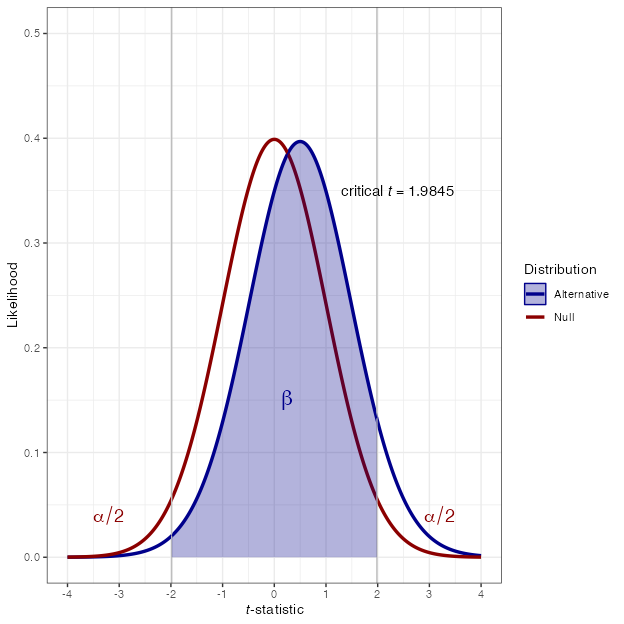 0.5
0.4
critical t = 1.9845
0.3
Distribution
Alternative
Null
Likelihood
0.2
β
0.1
α/2
α/2
0.0
-4 -3 -2 -1 0 1 2 3 4
t-statistic